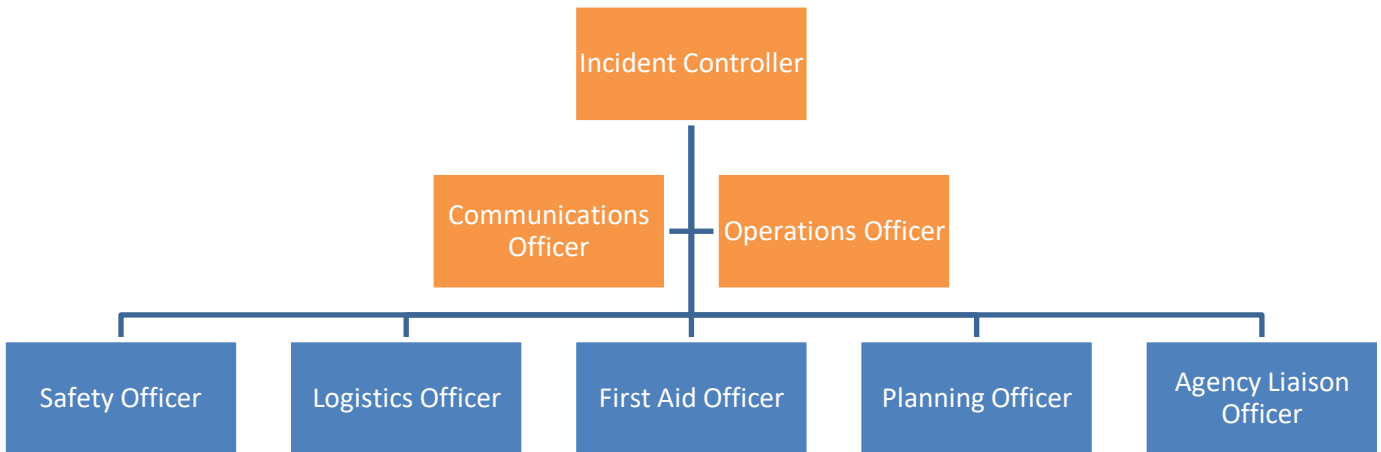 Incident Controller
Communications
Officer
Operations Officer
Safety Officer
Logistics Officer
First Aid Officer
Planning Officer
Agency Liaison
Officer